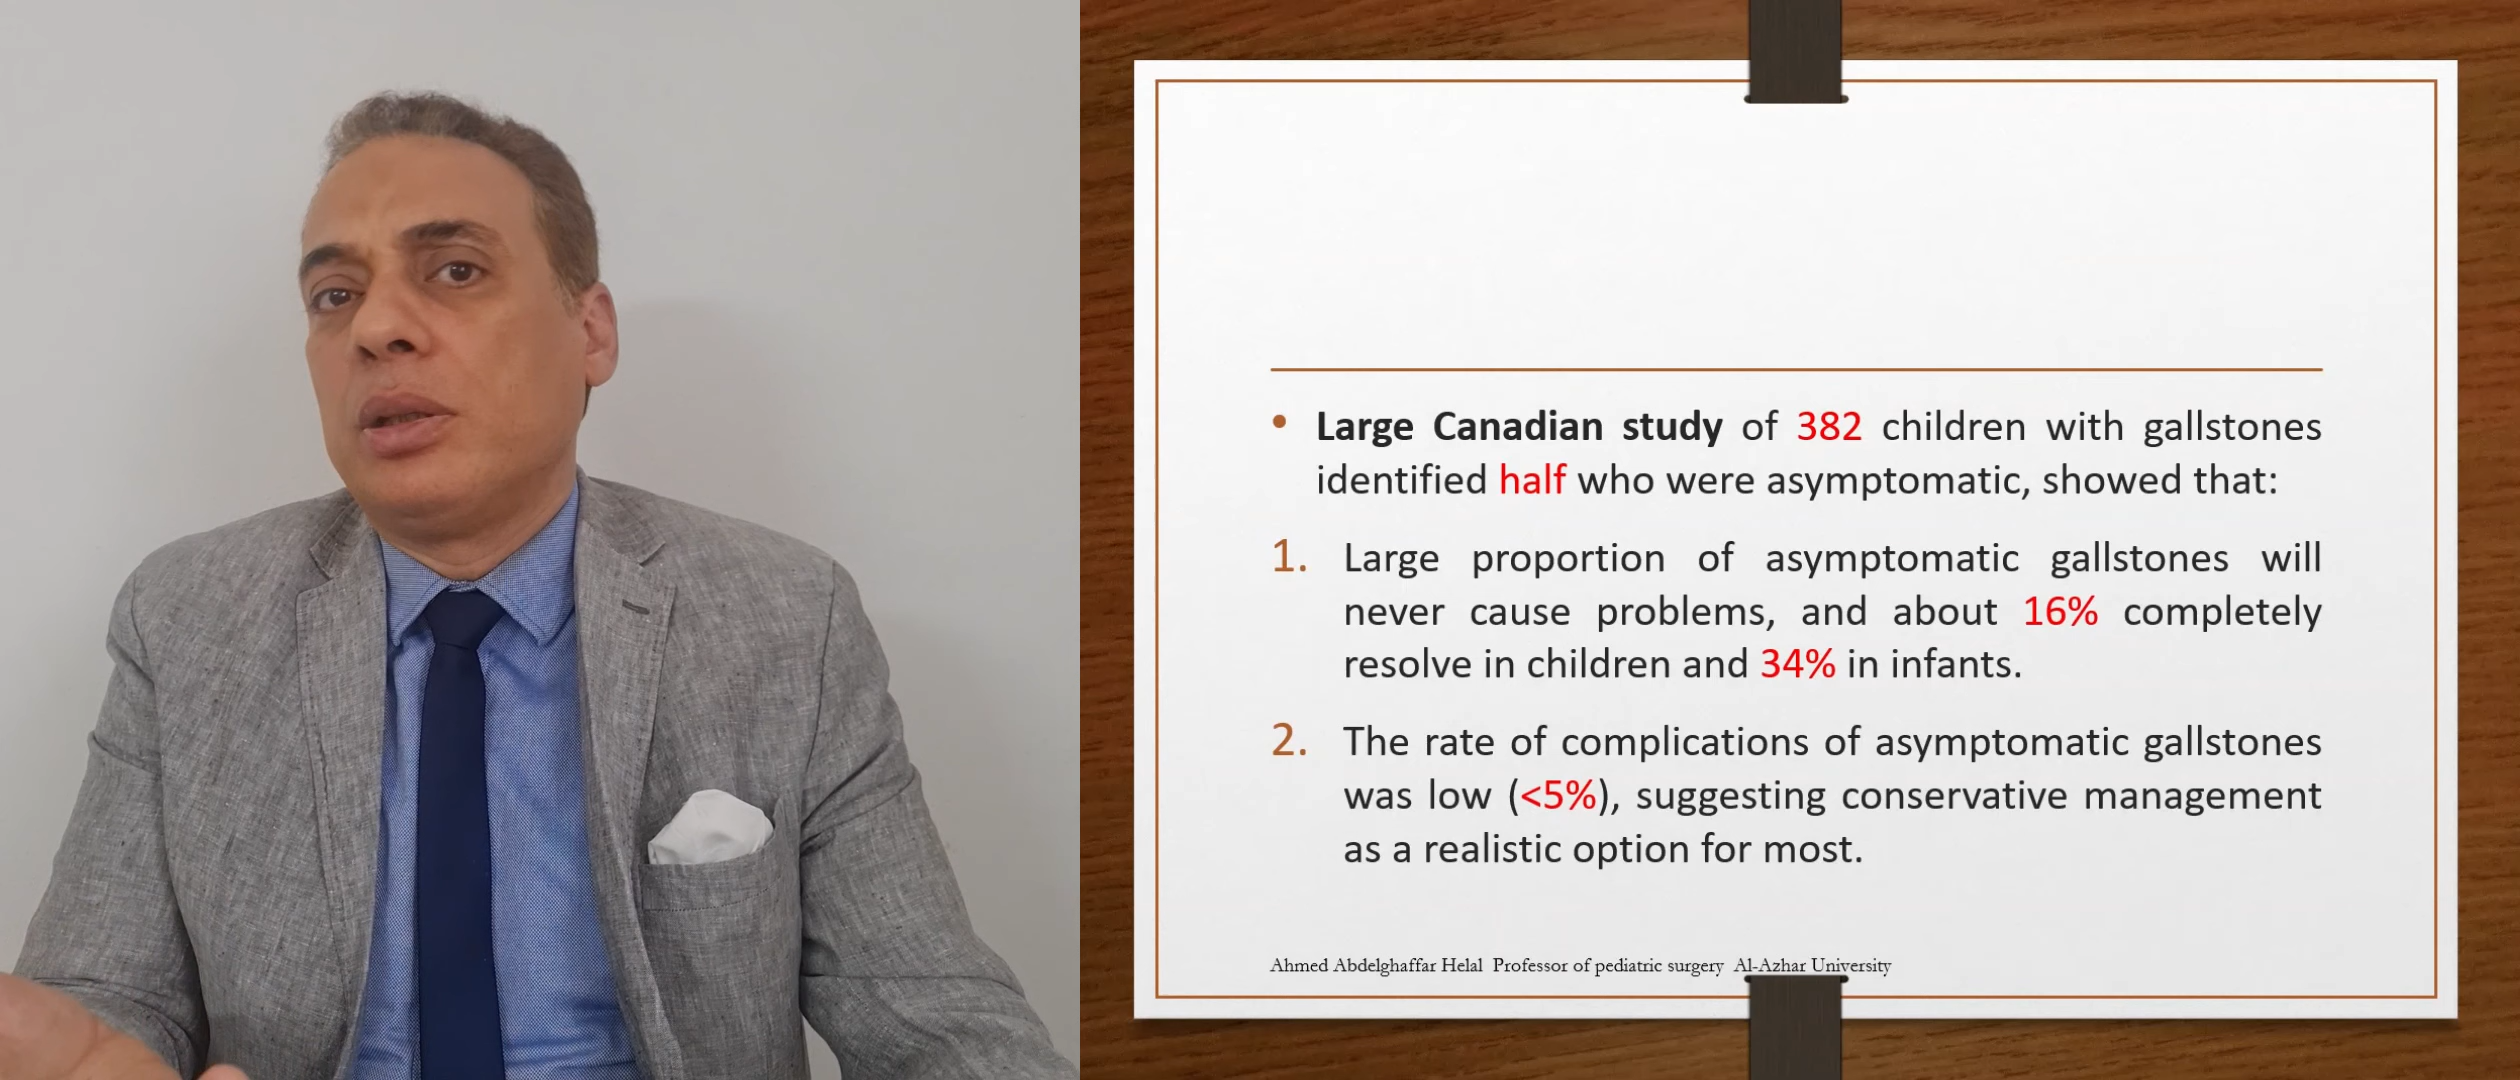 • Large Canadian study of 382 children with gallstones
identified half who were asymptomatic, showed that:
1. Large proportion of asymptomatic gallstones will
never cause problems, and about 16% completely
resolve in children and 34% in infants.
2. The rate of complications of asymptomatic gallstones
was low (<5%), suggesting conservative management
as a realistic option for most.
Ahmed Abdelghaffar Helal Professor of pediatric surgery Al-Azhar University